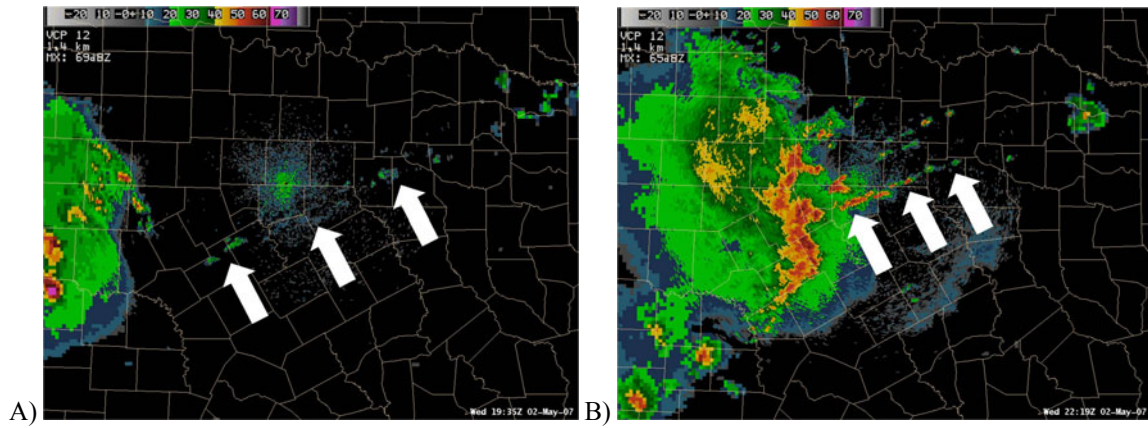 -20 10 -0+ 10 20 30 40 50 60 70
VCP 12
1.4 km
MX: 69dBZ
Wed 19:35Z 02-May-07
A)
-20 10 -0+ 10 20 30 40 50 60 70
VCP 12
1.4 km
MX: 65dBZ
Wed 22:19Z 02-May-07
B)